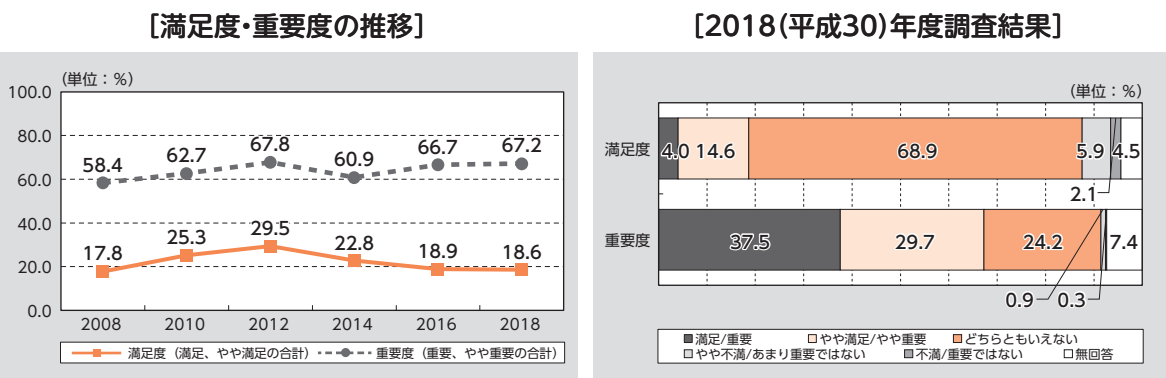 [満足度・重要度の推移]
(単位：%)
100.0
80.0
60.0
40.0
20.0
0.0
58.4
62.7
67.8
60.9
66.7
67.2
17.8
25.3
29.5
22.8
18.9
18.6
2008
2010
2012
2014
2016
2018
満足度（満足、やや満足の合計）
重要度（重要、やや重要の合計）
[2018(平成30)年度調査結果]
(単位：%)
満足度
4.0
14.6
68.9
5.9
4.5
2.1
重要度
37.5
29.7
24.2
7.4
0.9
0.3
満足/重要
やや満足/やや重要
どちらともいえない
やや不満/あまり重要ではない
不満/重要ではない
無回答